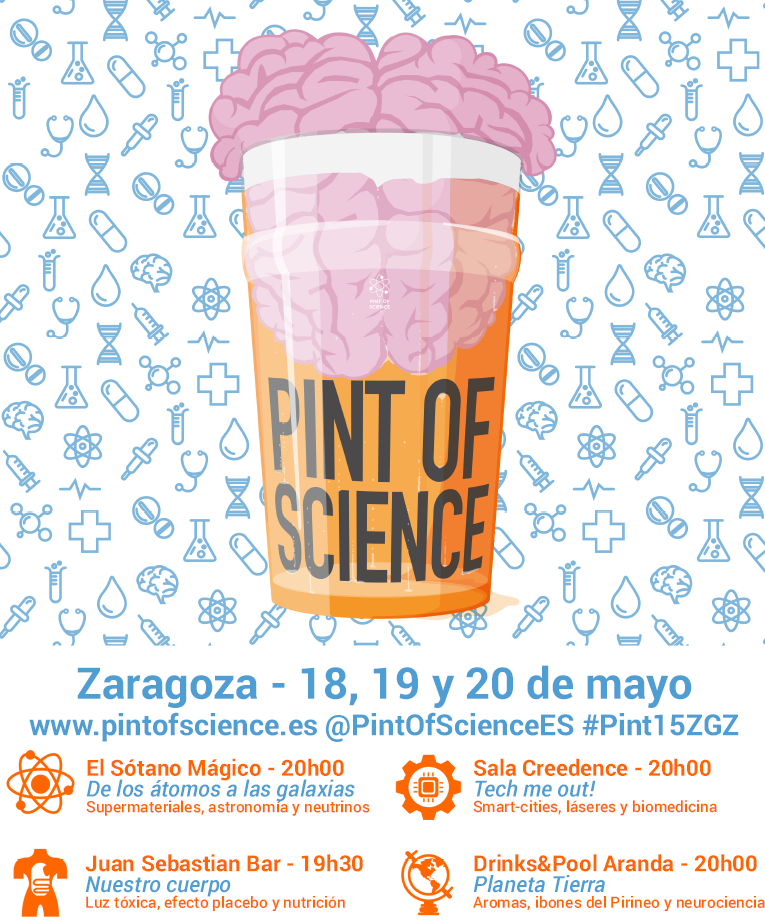 PINT OF
SCIENCE
PINT OF
SCIENCE
Zaragoza - 18, 19 y 20 de mayo
www.pintofscience.es @PintOfScienceES #Pint15ZGZ
El Sótano Mágico - 20h00
De los átomos a las galaxias
Supermateriales, astronomía y neutrinos
Sala Creedence - 20h00
Tech me out!
Smart-cities, láseres y biomedicina
Juan Sebastian Bar - 19h30
Nuestro cuerpo
Luz tóxica, efecto placebo y nutrición
Drinks&Pool Aranda - 20h00
Planeta Tierra
Aromas, ibones del Pirineo y neurociencia